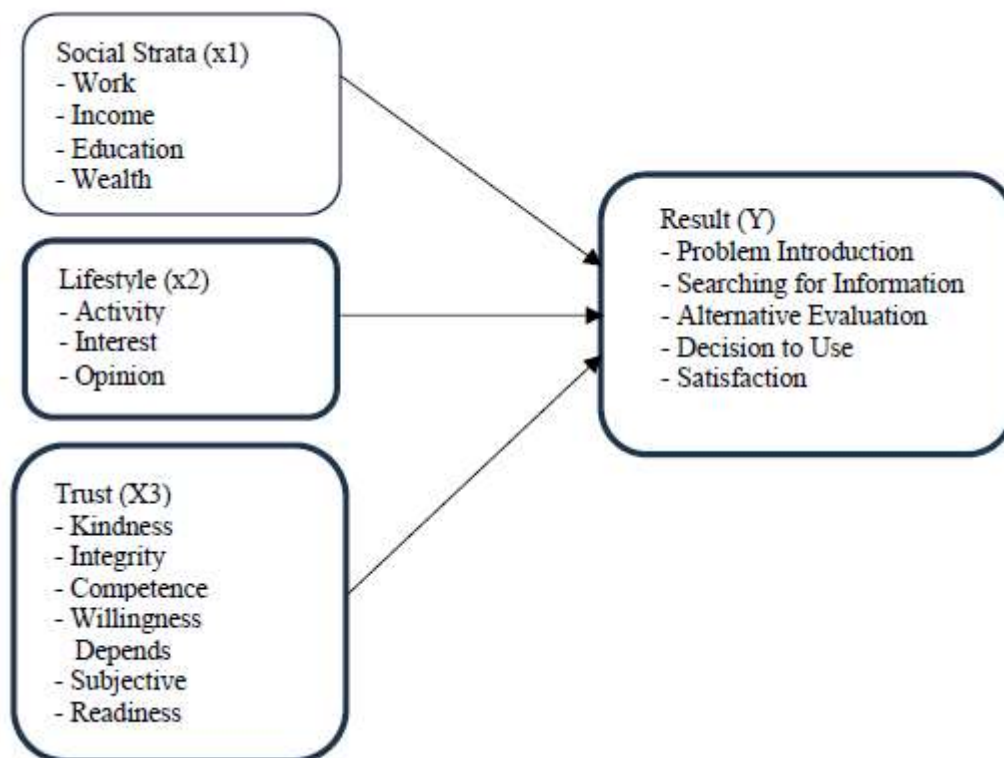 Social Strata (x1)
- Work
- Income
- Education
- Wealth
Lifestyle (x2)
- Activity
- Interest
- Opinion
Trust (X3)
- Kindness
- Integrity
- Competence
- Willingness
Depends
- Subjective
- Readiness
Result (Y)
- Problem Introduction
- Searching for Information
- Alternative Evaluation
- Decision to Use
- Satisfaction